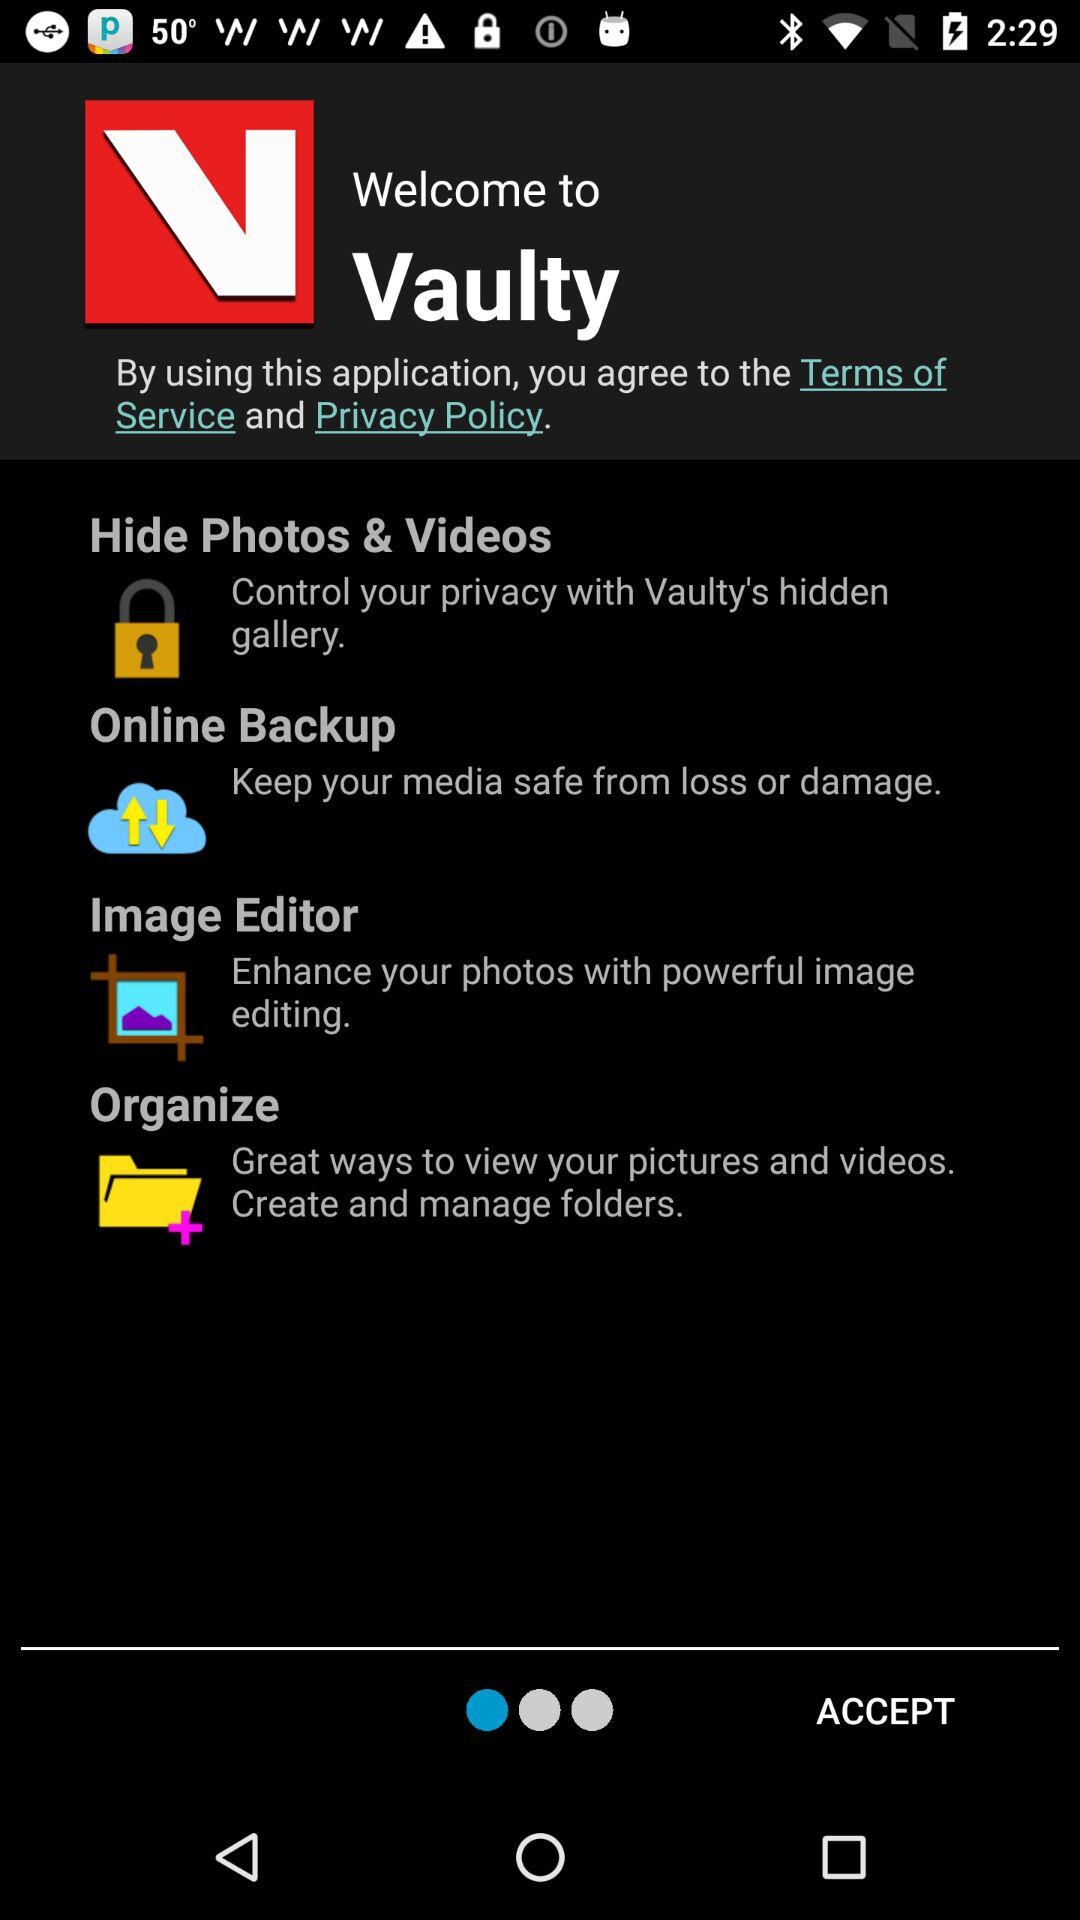 50° 2:29
Welcome to
Vaulty
By using this application, you agree to the Terms of
Service and Privacy Policy.
Hide Photos & Videos
Control your privacy with Vaulty's hidden
gallery.
Online Backup
Keep your media safe from loss or damage.
Image Editor
Enhance your photos with powerful image
editing.
Organize
Great ways to view your pictures and videos.
Create and manage folders.
ACCEPT